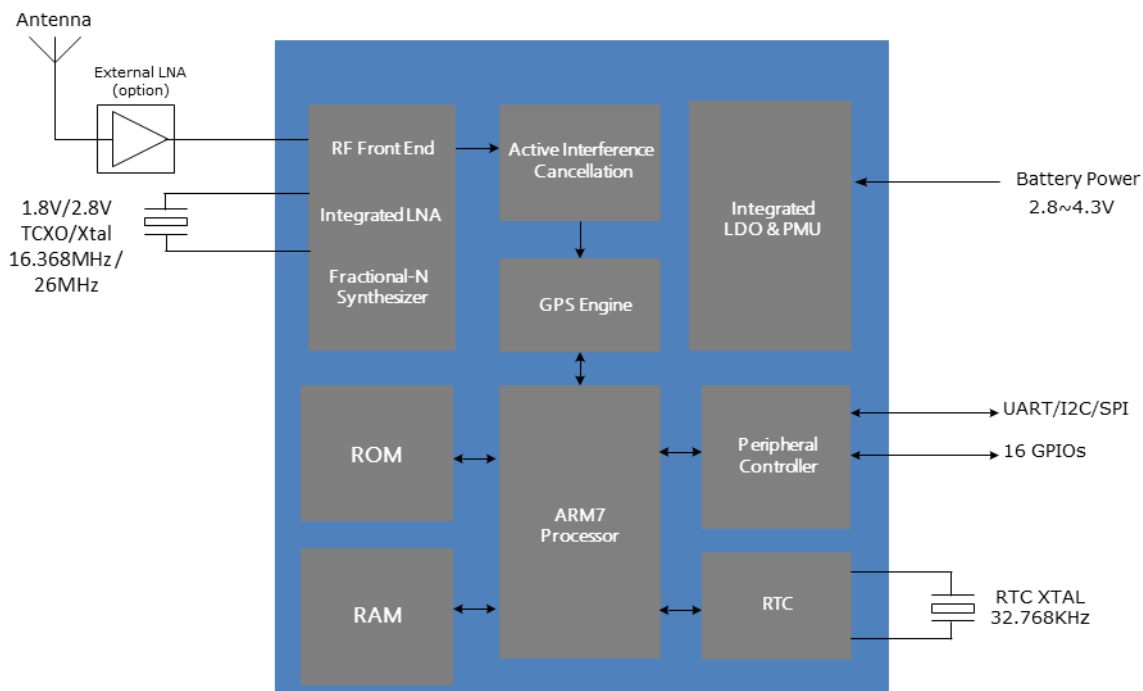 Antenna
External LNA
(option)
RF Front End
Integrated LNA
Fractional-N
Synthesizer
Active Interference
Cancellation
Integrated
LDO & PMU
Battery Power
2.8~4.3V
1.8V/2.8V
TCXO/Xtal
16.368MHz/
26MHz
GPS Engine
ROM
ARM7
Processor
Peripheral
Controller
UART/I2C/SPI
16 GPIOs
RAM
RTC
RTC XTAL
32.768KHz